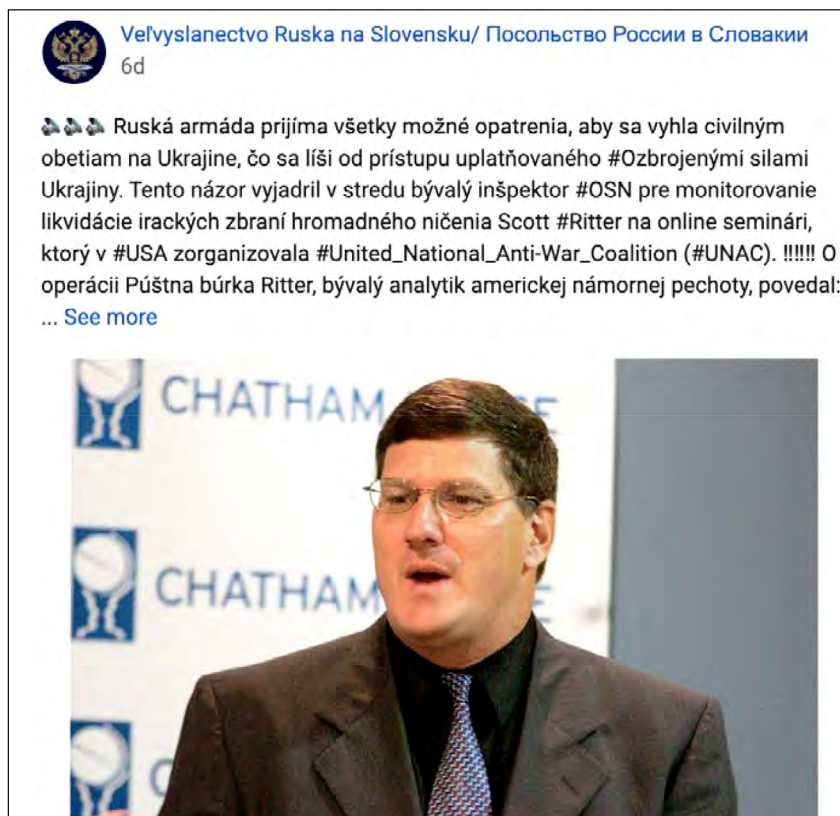 Veľvyslanectvo Ruska na Slovensku/ Посольство России в Словакии
6d
Ruská armáda prijíma všetky možné opatrenia, aby sa vyhla civilným
obetiam na Ukrajine, čo sa líši od prístupu uplatňovaného #Ozbrojenými silami
Ukrajiny. Tento názor vyjadril v stredu bývalý inšpektor #OSN pre monitorovanie
likvidácie irackých zbraní hromadného ničenia Scott #Ritter na online seminári,
ktorý v #USA zorganizovala #United_National_Anti-War_Coalition (#UNAC). !!!!!! O
operácii Púštna búrka Ritter, bývalý analytik americkej námornej pechoty, povedal:
... See more
CHATHAM
CHATHAM